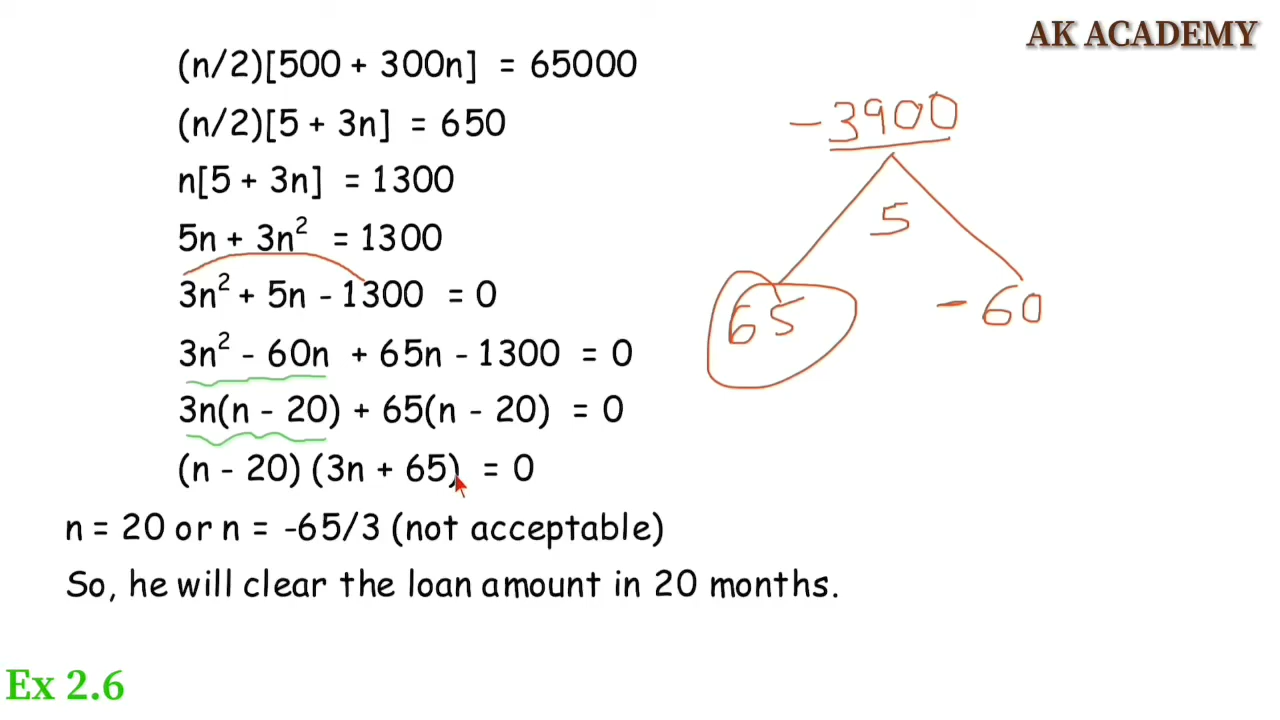 AK ACADEMY
(n/2)[500 + 300n] = 65000
(n/2)[5 + 3n] = 650
n[5 + 3n] = 1300
5n + 3n² = 1300
3n² + 5n - 1300 = 0
3n² - 60n + 65n - 1300 = 0
3n(n - 20) + 65(n - 20) = 0
(n - 20) (3n + 65) = 0
n = 20 or n = -65/3 (not acceptable)
So, he will clear the loan amount in 20 months.
-3900
5
65 -60
Ex 2.6